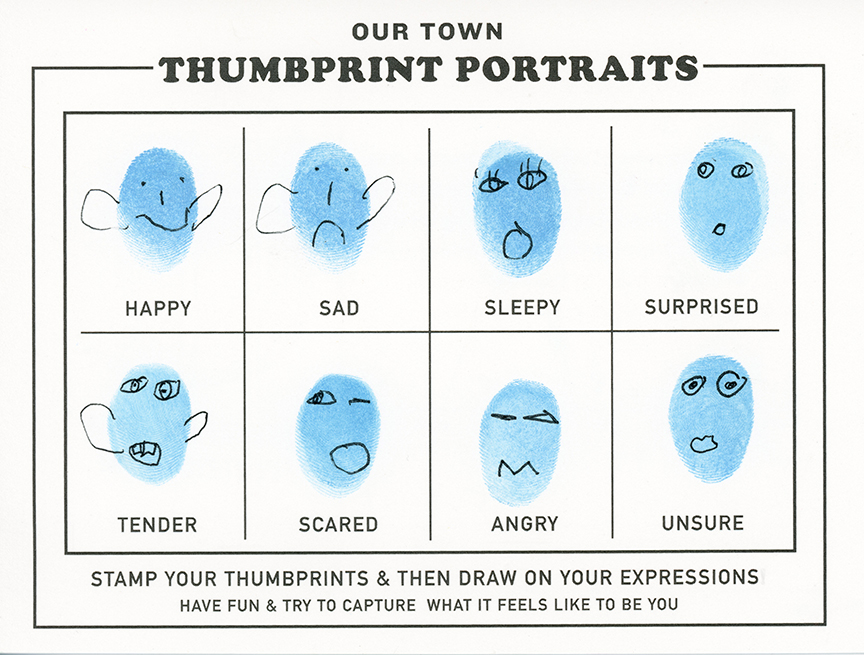 OUR TOWN
THUMBPRINT PORTRAITS
HAPPY
SAD
SLEEPY
SURPRISED
TENDER
SCARED
ANGRY
UNSURE
STAMP YOUR THUMBPRINTS & THEN DRAW ON YOUR EXPRESSIONS
HAVE FUN & TRY TO CAPTURE WHAT IT FEELS LIKE TO BE YOU